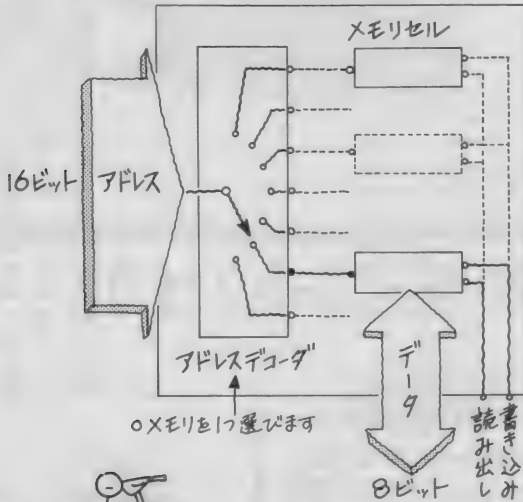 メモリセル
16ビット
アドレス
アドレスデコーダ
○メモリを1つ選びます
データ
8ビット
読み出し
書き込み